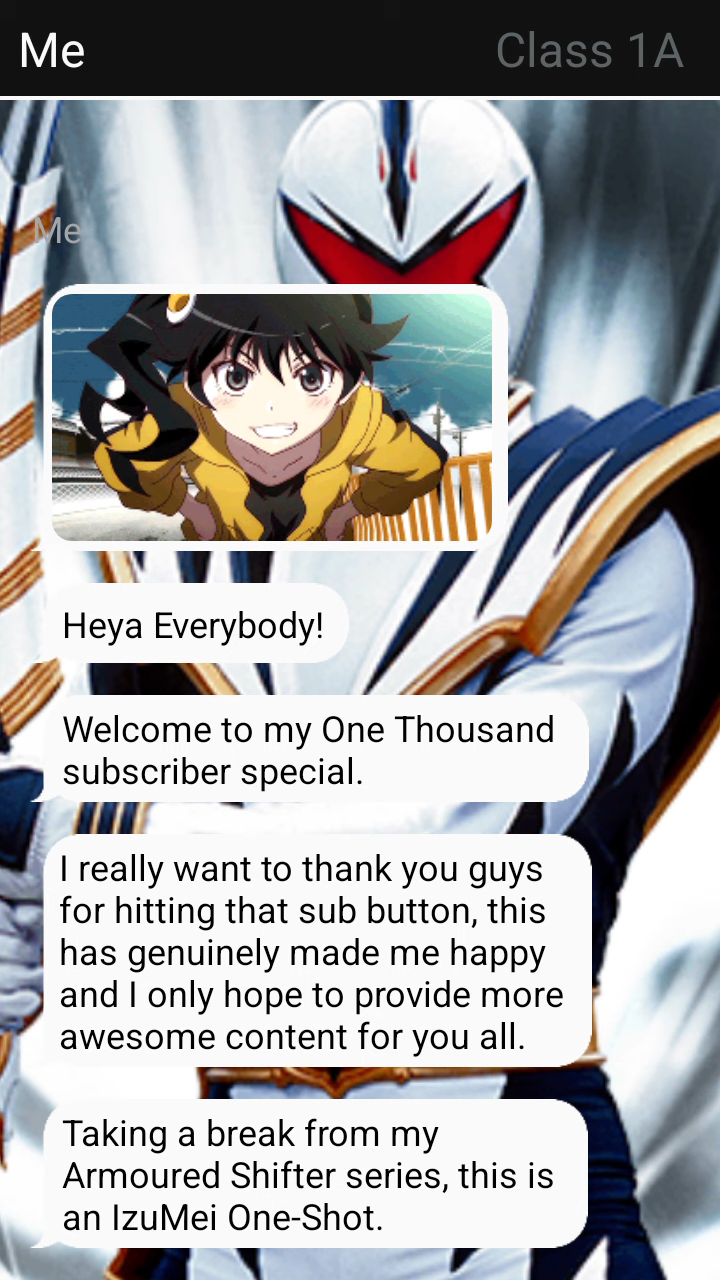 Me
Class 1A
Me
Heya Everybody!
Welcome to my One Thousand
subscriber special.
I really want to thank you guys
for hitting that sub button, this
has genuinely made me happy
and I only hope to provide more
awesome content for you all.
Taking a break from my
Armoured Shifter series, this is
an IzuMei One-Shot.